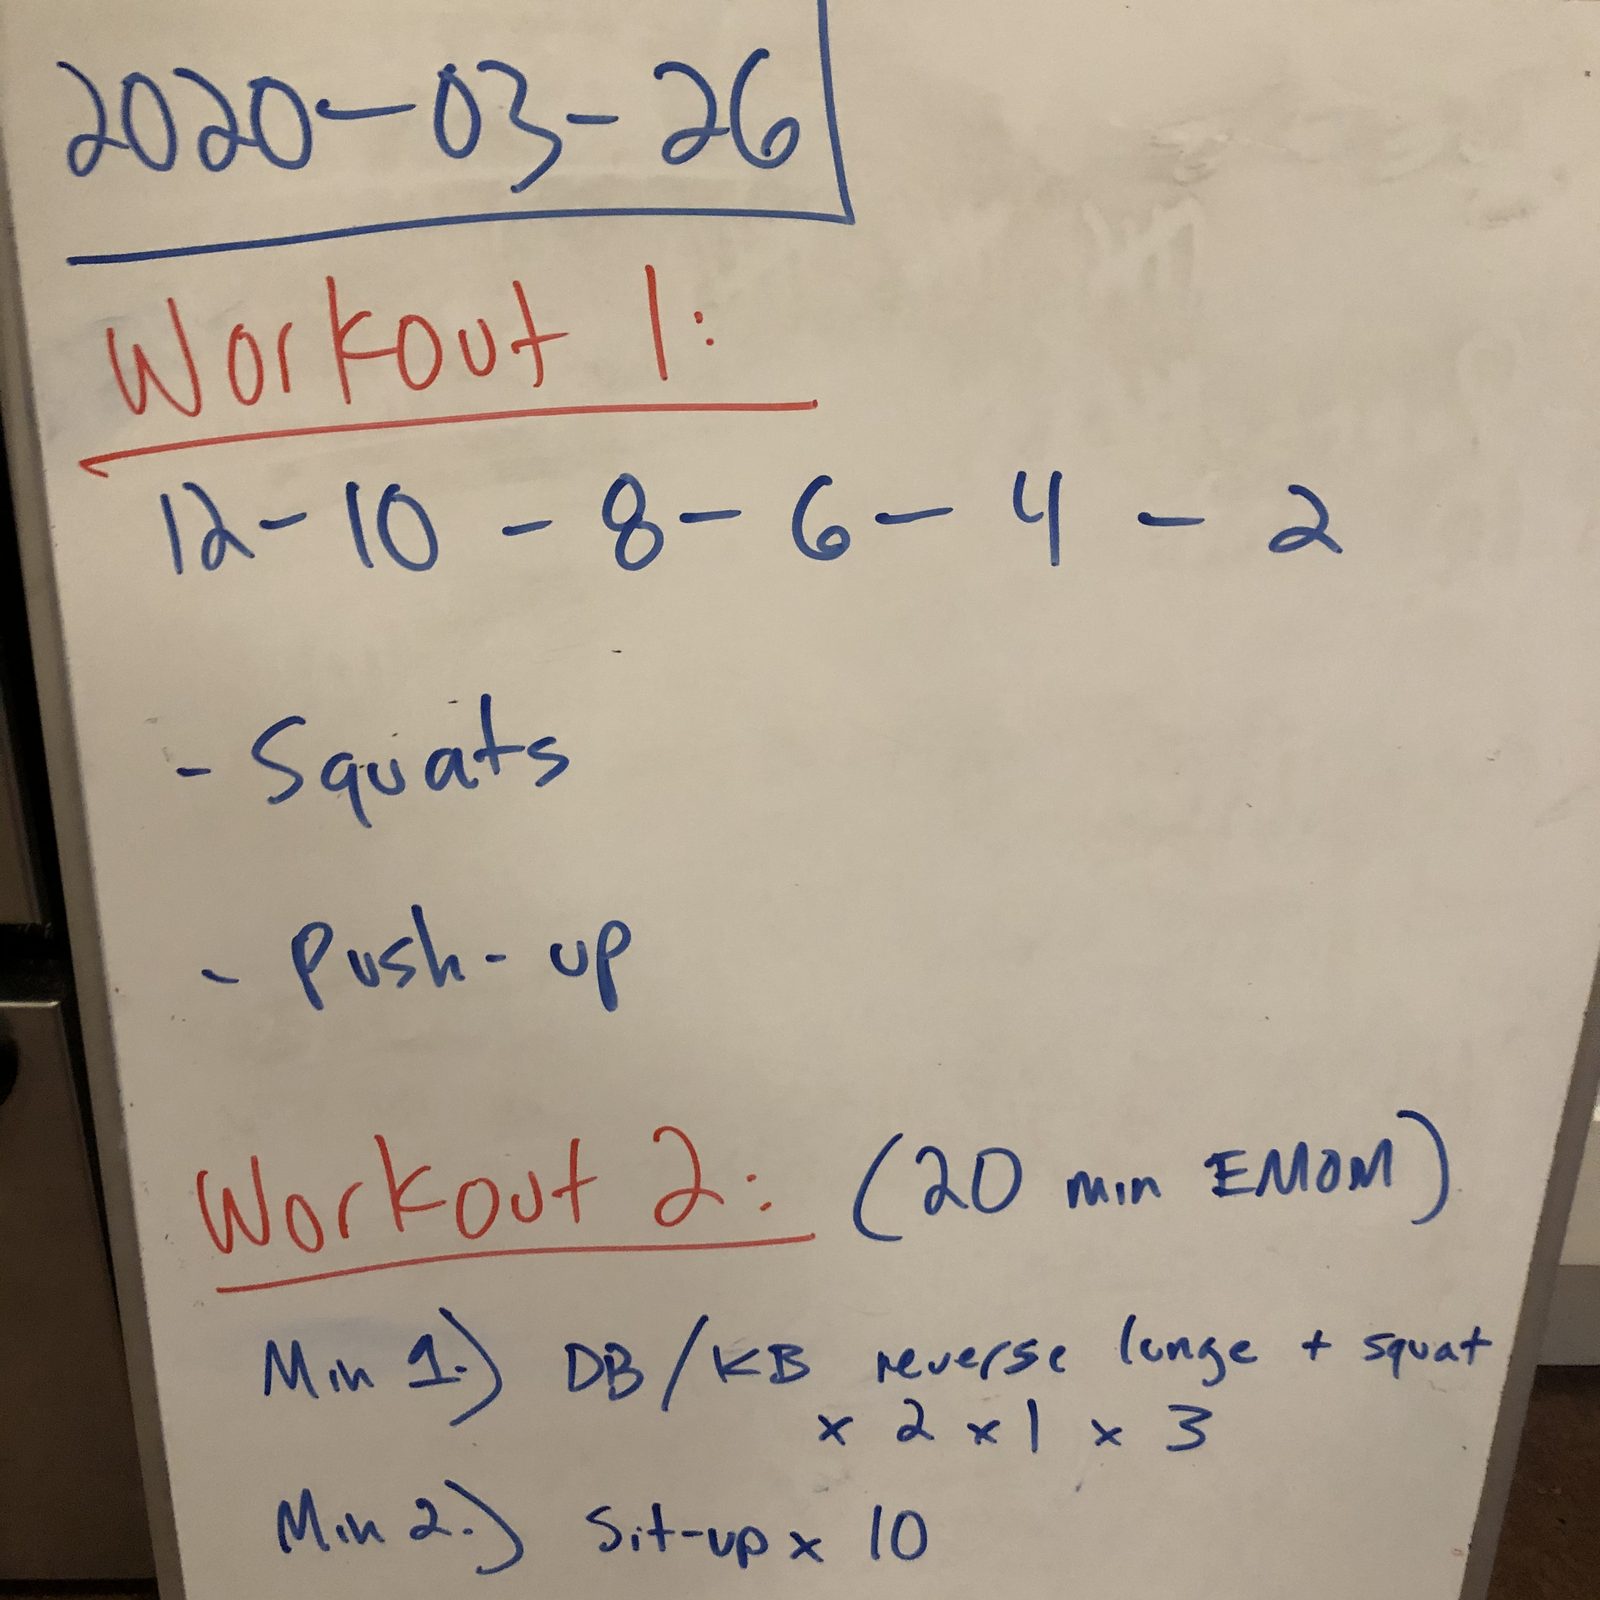 2020-03-26
Workout 1:
12-10-8-6-4-2
- Squats
- Push-up
Workout 2: (20 min EMOM)
Min 1.) DB/KB reverse lunge + squat
x 2 x 1 x 3
Min 2.) Sit-up x 10